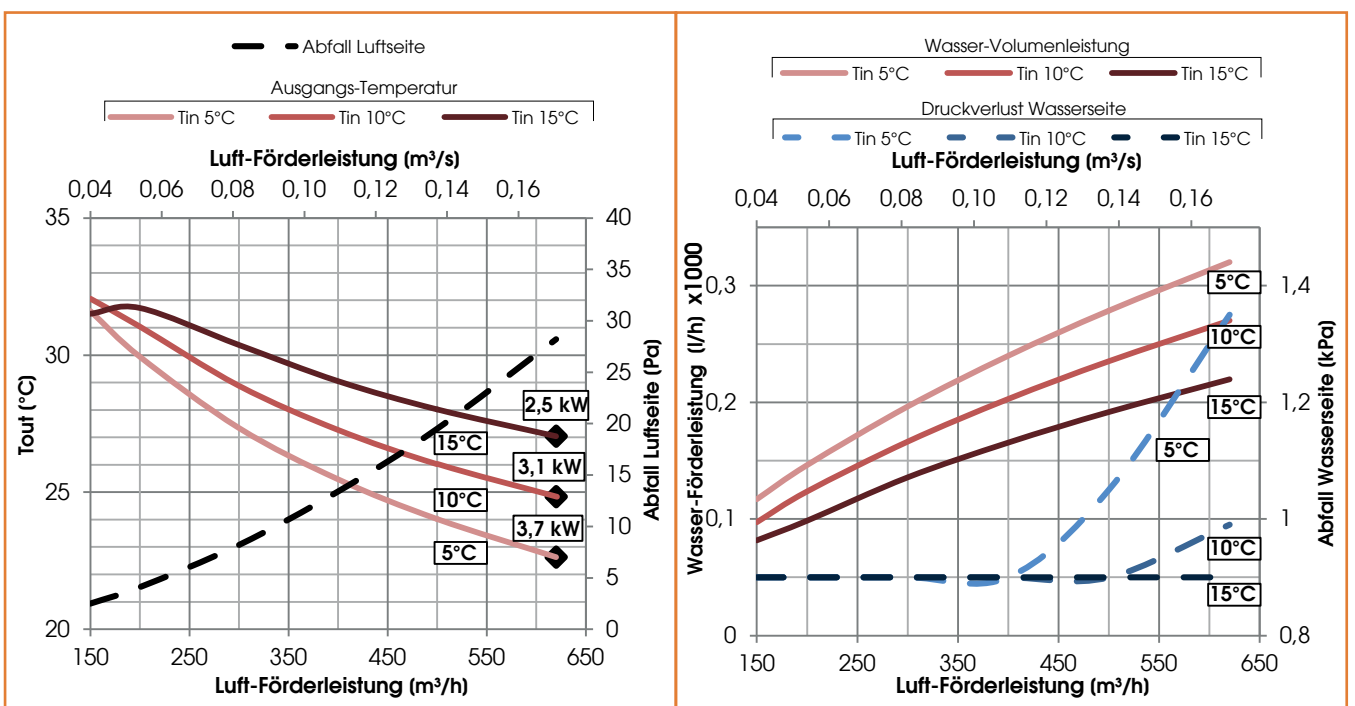 Abfall Luftseite
Ausgangs-Temperatur
Tin 5°C Tin 10°C Tin 15°C
Luft-Förderleistung (m³/s)
0,04 0,06 0,08 0,10 0,12 0,14 0,16
35 30 25 20
Tout (°C)
40 35 30 25 20 15 10 5 0
Abfall Luftseite (Pa)
2,5 kW
15°C
3,1 kW
10°C
3,7 kW
5°C
150 250 350 450 550 650
Luft-Förderleistung (m³/h)
Wasser-Volumenleistung
Tin 5°C Tin 10°C Tin 15°C
Druckverlust Wasserseite
Tin 5°C Tin 10°C Tin 15°C
Luft-Förderleistung (m³/s)
0,04 0,06 0,08 0,10 0,12 0,14 0,16
Wasser-Förderleistung (l/h) x1000
0,3 0,2 0,1 0
1,4 1,2 1 0,8
Abfall Wasserseite (kPa)
5°C
10°C
15°C
5°C
10°C
15°C
150 250 350 450 550 650
Luft-Förderleistung (m³/h)